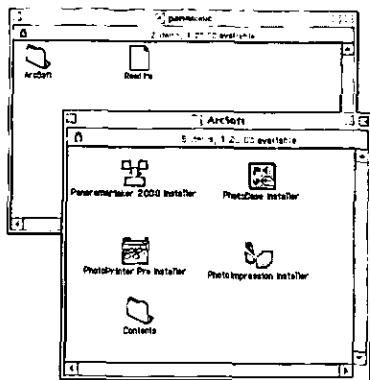 panasonic
2 items, 1.2 GB available
ArcSoft
Read Me
ArcSoft
5 items, 1.2 GB available
PanoramaMaker 2000 Installer
PhotoBase Installer
PhotoPrinter Pro Installer
PhotoImpression Installer
Contents